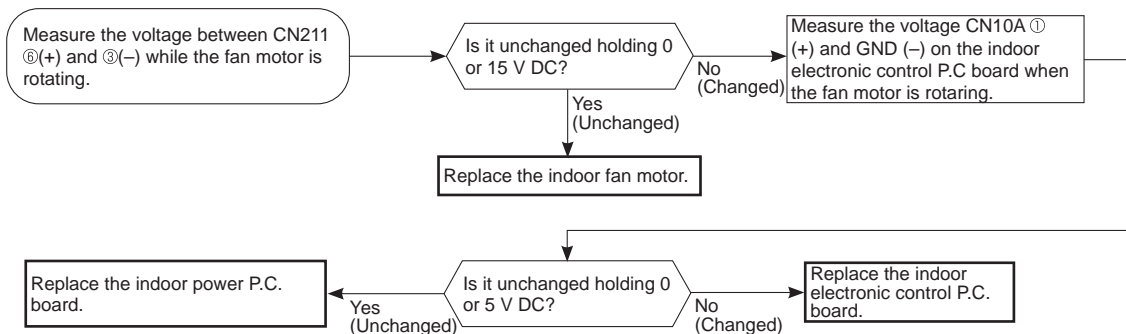 Measure the voltage between CN211
⑥(+) and ③(–) while the fan motor is
rotating.
Is it unchanged holding 0
or 15 V DC?
No
(Changed)
Measure the voltage CN10A ①
(+) and GND (–) on the indoor
electronic control P.C board when
the fan motor is rotaring.
Yes
(Unchanged)
Replace the indoor fan motor.
Is it unchanged holding 0
or 5 V DC?
Yes
(Unchanged)
Replace the indoor power P.C.
board.
No
(Changed)
Replace the indoor
electronic control P.C.
board.